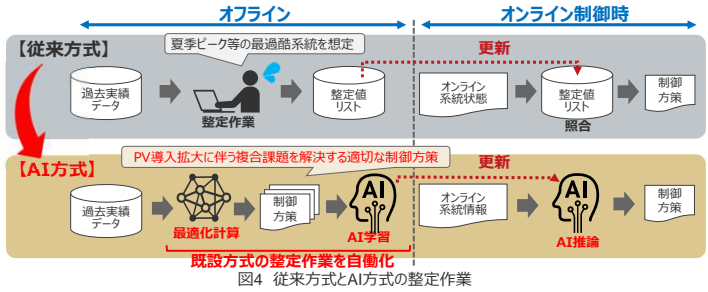 オフライン
オンライン制御時
【従来方式】
夏季ピーク等の最過酷系統を想定
更新
過去実績
データ
整定作業
整定値
リスト
オンライン
系統状態
整定値
リスト
照合
制御
方策
【AI方式】
PV導入拡大に伴う複合課題を解決する適切な制御方策
更新
過去実績
データ
最適化計算
制御
方策
AI
AI学習
オンライン
系統情報
AI
AI推論
制御
方策
既設方式の整定作業を自働化
図4 従来方式とAI方式の整定作業